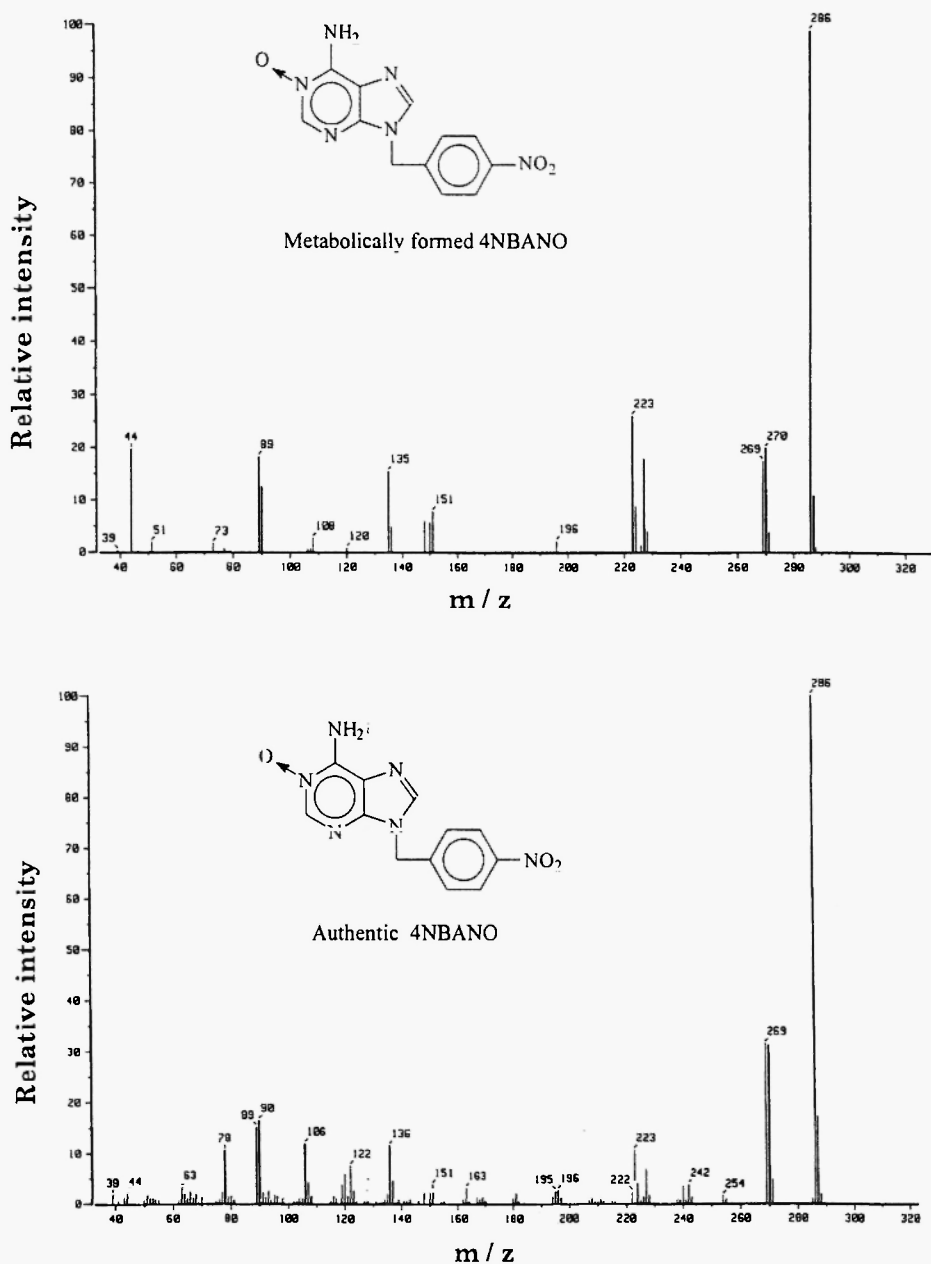 286
100
90
80
70
60
50
40
30
20
10
0
Relative intensity
NH2
O
N
N
N
N
NO2
Metabolically formed 4NBANO
39
44
51
73
89
108
120
135
151
196
223
269
270
40 60 80 100 120 140 160 180 200 220 240 260 280 300 320
m / z
286
100
90
80
70
60
50
40
30
20
10
0
Relative intensity
NH2
N
N
N
N
NO2
Authentic 4NBANO
39
44
63
78
89
90
106
122
136
151
163
195
196
222
223
242
254
269
40 60 80 100 120 140 160 180 200 220 240 260 280 300 320
m / z